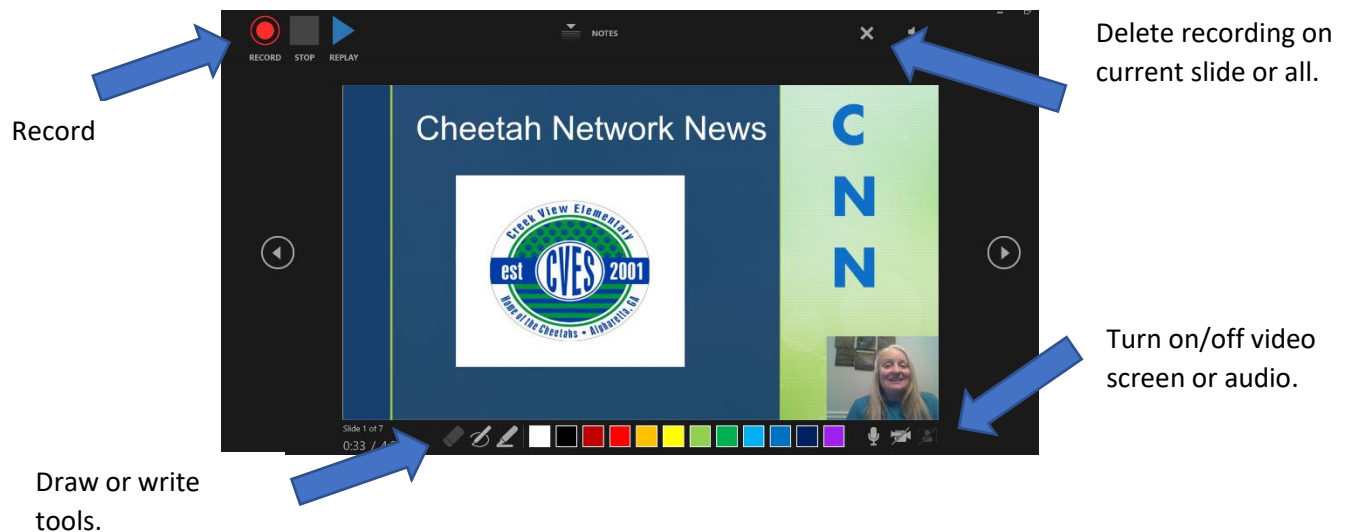 RECORD STOP REPLAY
NOTES
Delete recording on
current slide or all.
Record
Cheetah Network News
C
N
N
Creek View Elementary
est CVES 2001
Home of the Cheetahs • Alpharetta, GA
Turn on/off video
screen or audio.
Slide 1 of 7
0:33 /
Draw or write
tools.